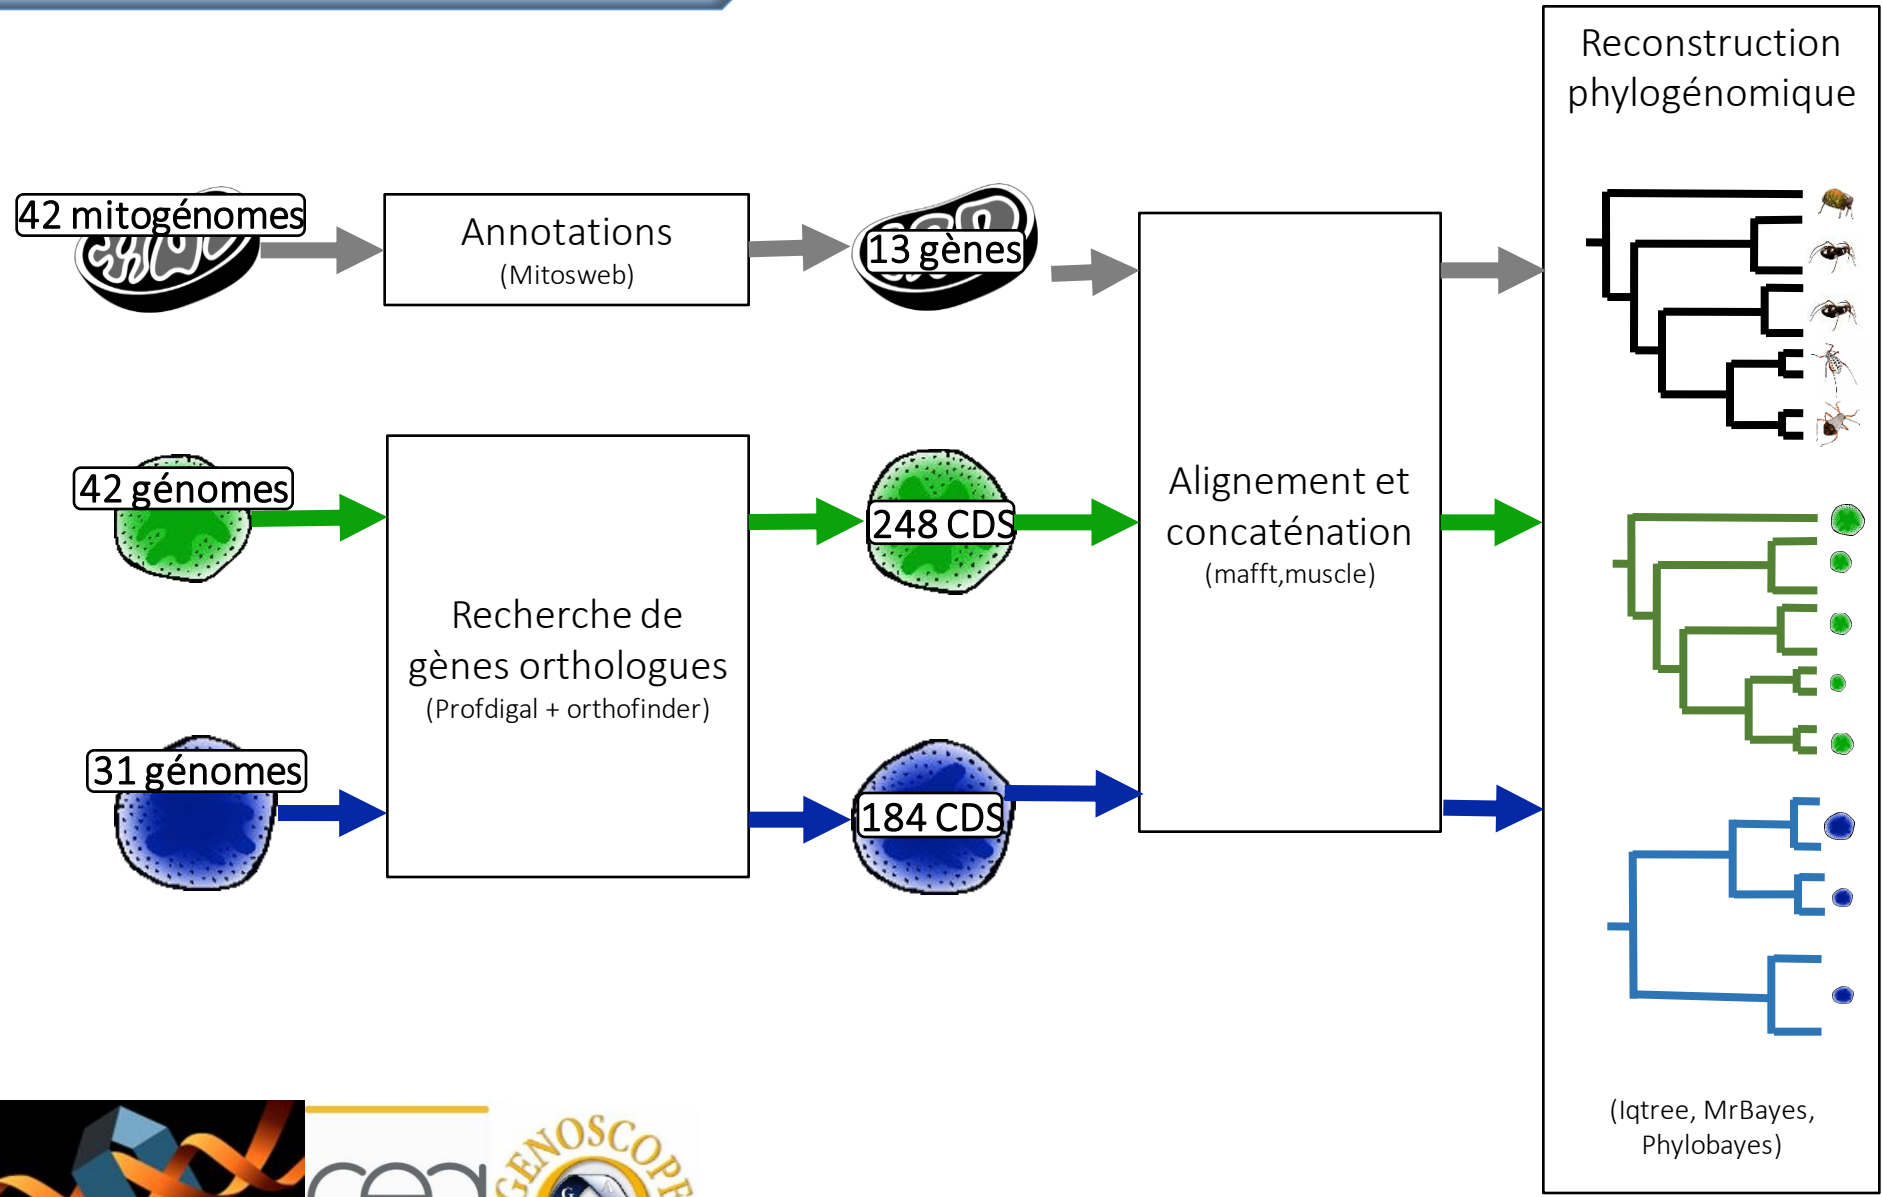 Reconstruction
phylogénomique
42 mitogénomes
Annotations
(Mitosweb)
13 gènes
42 génomes
248 CDS
Alignement et
concaténation
(mafft,muscle)
Recherche de
gènes orthologues
(Profdigal + orthofinder)
31 génomes
184 CDS
(Iqtree, MrBayes,
Phylobayes)
cea
GENOSCOPE
G A